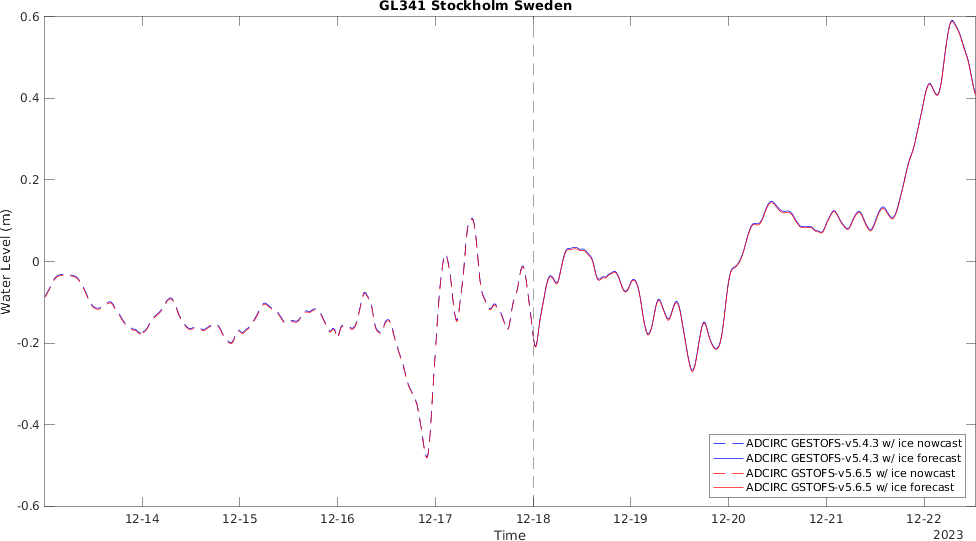 GL341 Stockholm Sweden
0.6
0.4
0.2
0
-0.2
-0.4
-0.6
Water Level (m)
ADCIRC GESTOFS-v5.4.3 w/ ice nowcast
ADCIRC GESTOFS-v5.4.3 w/ ice forecast
ADCIRC GSTOFS-v5.6.5 w/ ice nowcast
ADCIRC GSTOFS-v5.6.5 w/ ice forecast
12-14 12-15 12-16 12-17 12-18 12-19 12-20 12-21 12-22
Time
2023